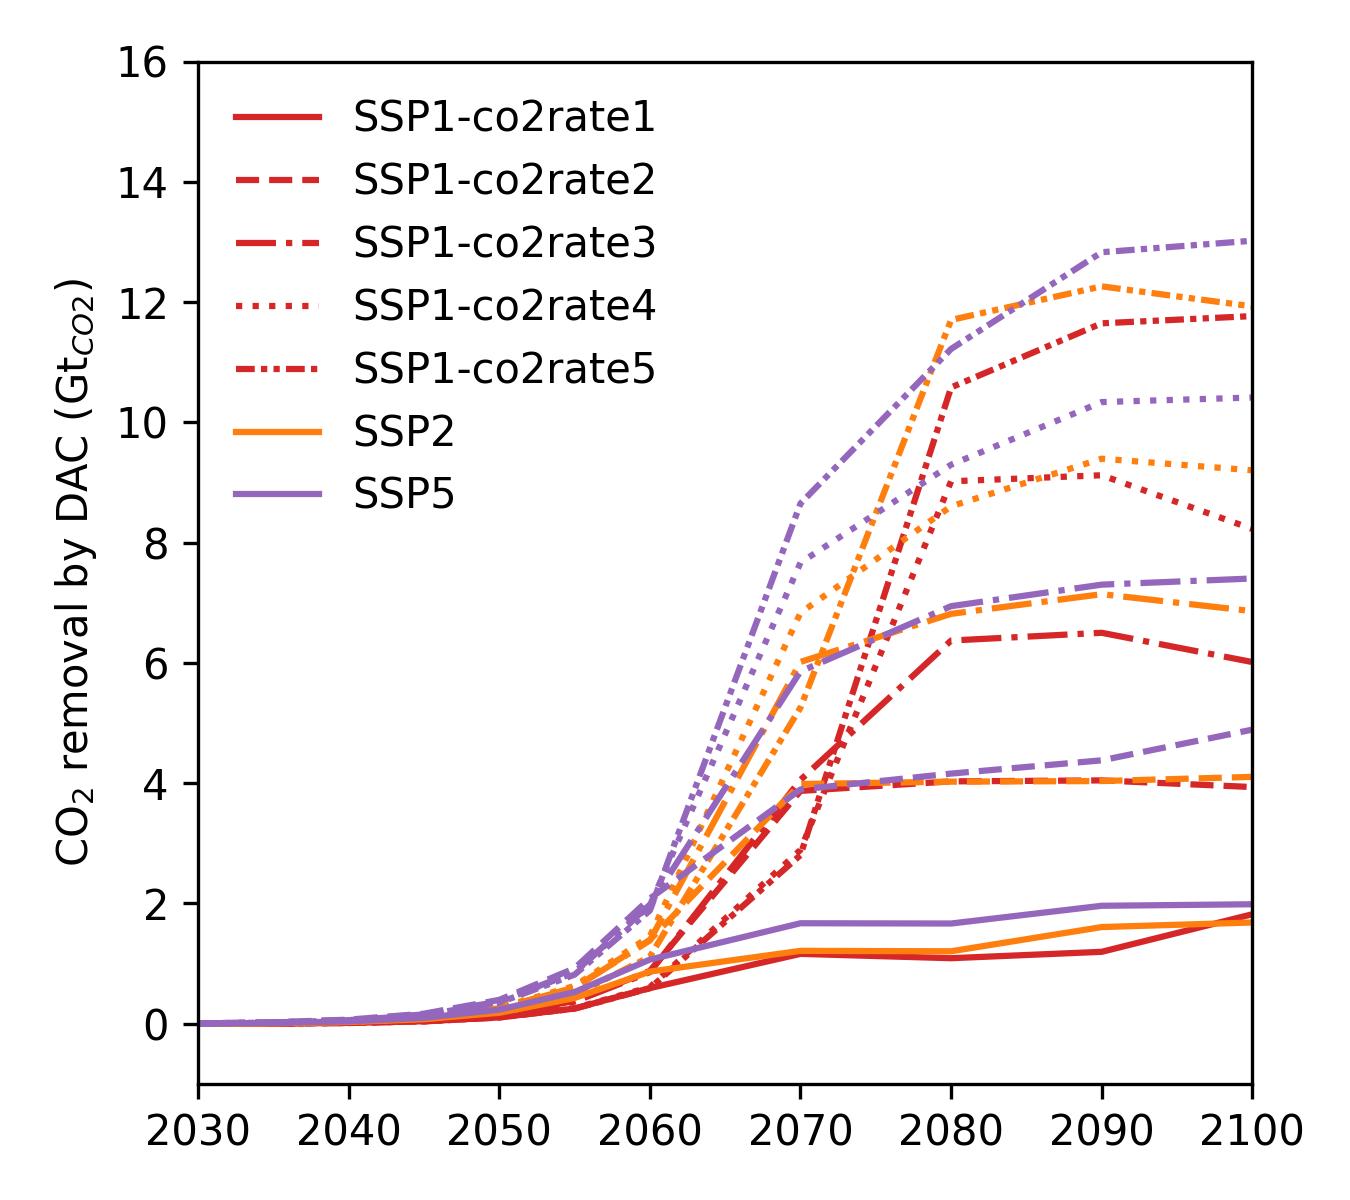 16
14
12
10
8
6
4
2
0
CO2 removal by DAC (GtCO2)
SSP1-co2rate1
SSP1-co2rate2
SSP1-co2rate3
SSP1-co2rate4
SSP1-co2rate5
SSP2
SSP5
2030 2040 2050 2060 2070 2080 2090 2100